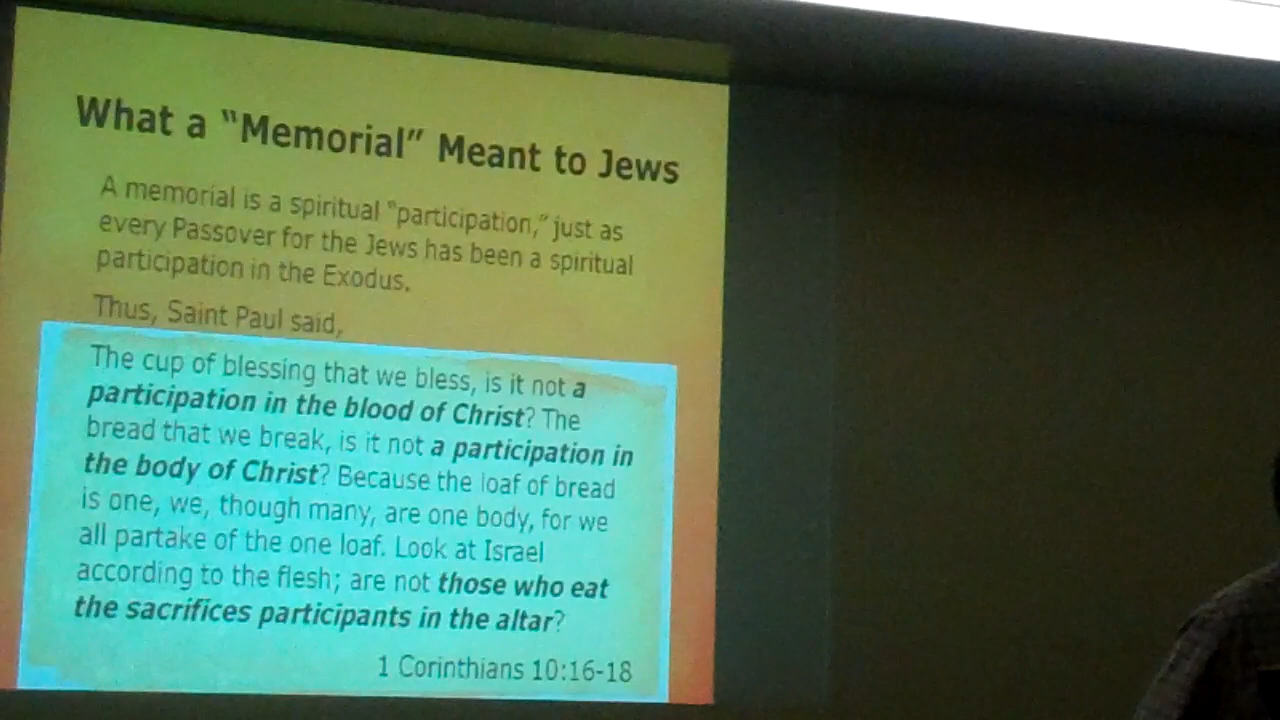 What a “Memorial” Meant to Jews
A memorial is a spiritual “participation,” just as
every Passover for the Jews has been a spiritual
participation in the Exodus.
Thus, Saint Paul said,
The cup of blessing that we bless, is it not a
participation in the blood of Christ? The
bread that we break, is it not a participation in
the body of Christ? Because the loaf of bread
is one, we, though many, are one body, for we
all partake of the one loaf. Look at Israel
according to the flesh; are not those who eat
the sacrifices participants in the altar?
1 Corinthians 10:16-18